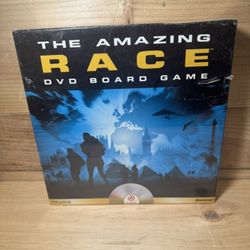 THE AMAZING
RACE
DVD BOARD GAME